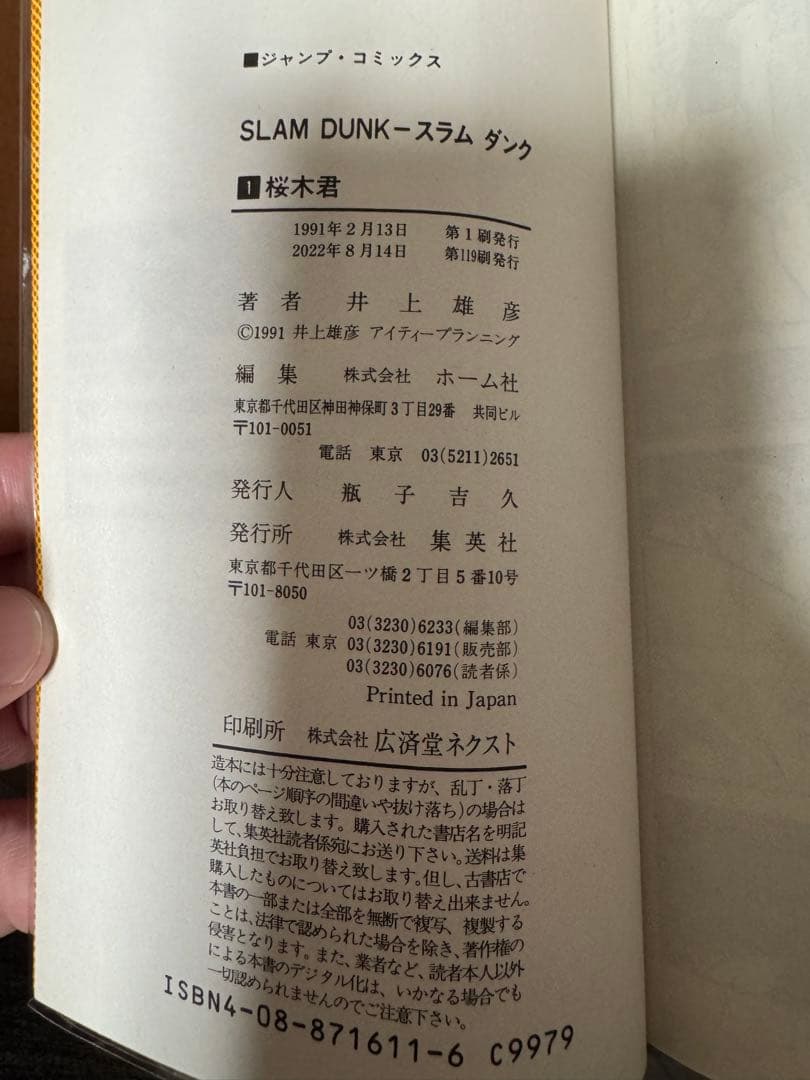 ■ジャンプ・コミックス
SLAM DUNK－スラム ダンク
1 桜木君
1991年2月13日 第1刷発行
2022年8月14日 第119刷発行
著者 井上雄彦
©1991 井上雄彦 アイティープランニング
編集 株式会社 ホーム社
東京都千代田区神田神保町3丁目29番 共同ビル
〒101-0051
電話 東京 03(5211)2651
発行人 瓶子吉久
発行所 株式会社 集英社
東京都千代田区一ツ橋2丁目5番10号
〒101-8050
03(3230)6233(編集部)
電話 東京 03(3230)6191(販売部)
03(3230)6076(読者係)
Printed in Japan
印刷所 株式会社 広済堂ネクスト
造本には十分注意しておりますが、乱丁・落丁
(本のページ順序の間違いや抜け落ち)の場合は
お取り替え致します。購入された書店名を明記
して、集英社読者係宛にお送り下さい。送料は集
英社負担でお取り替え致します。但し、古書店で
購入したものについてはお取り替え出来ません。
本書の一部または全部を無断で複写、複製する
ことは、法律で認められた場合を除き、著作権の
侵害となります。また、業者など、読者本人以外
による本書のデジタル化は、いかなる場合でも
一切認められませんのでご注意下さい。
ISBN4-08-871611-6 C9979